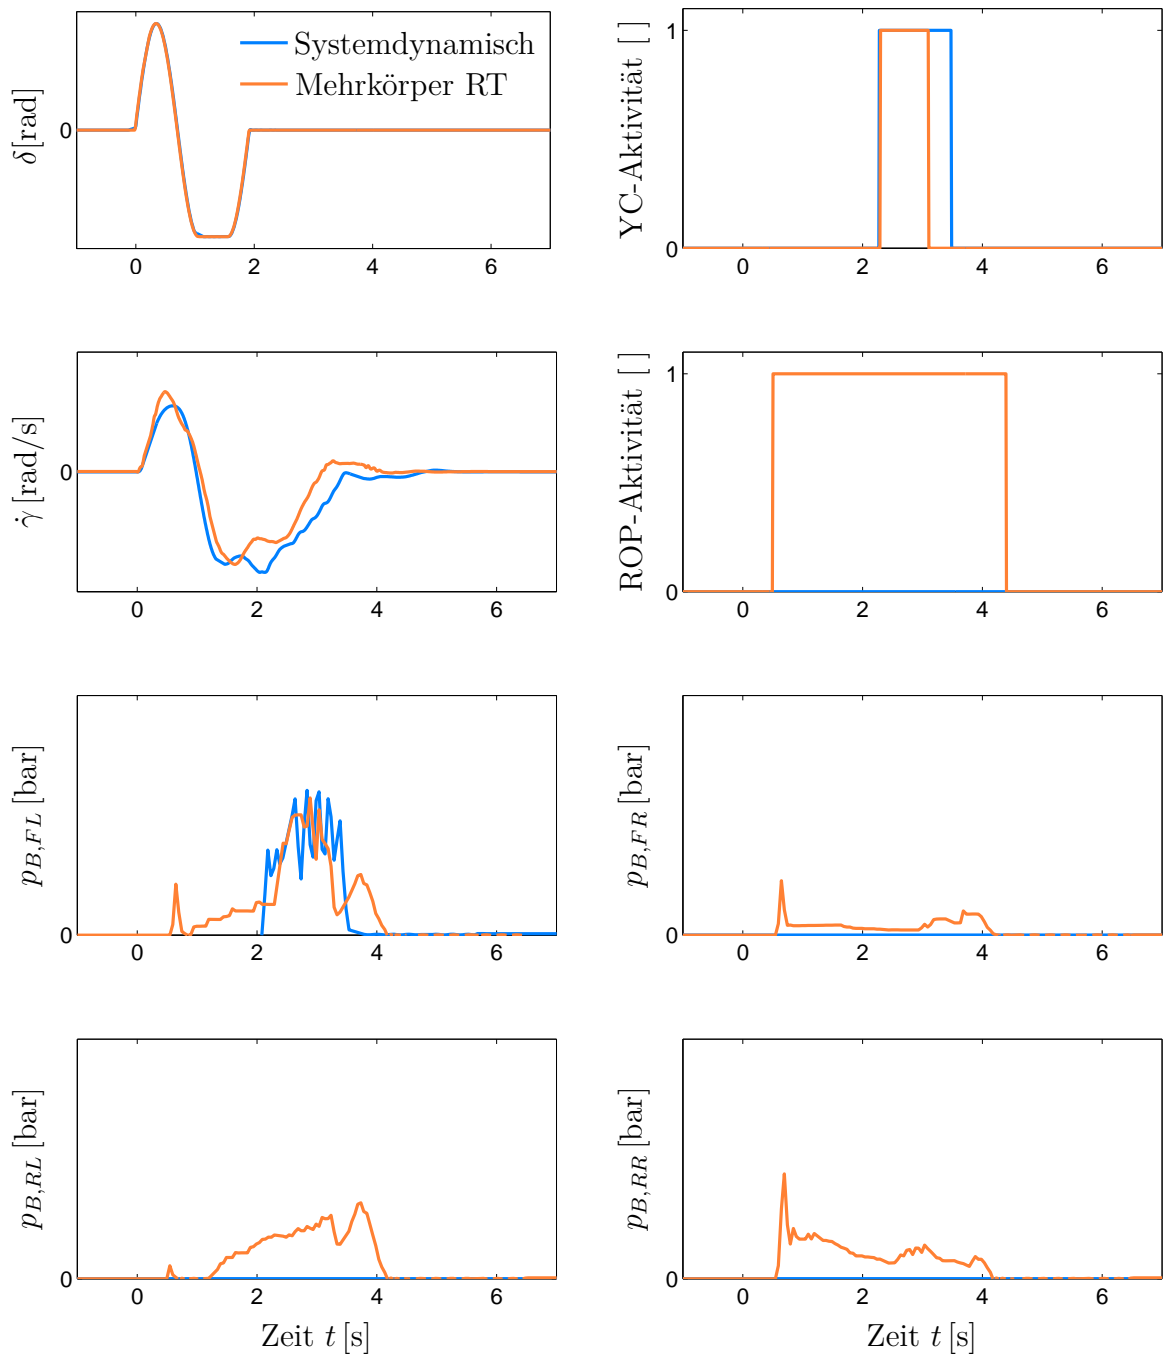 Systemdynamisch
Mehrkörper RT
δ[rad]
0
0 2 4 6
YC-Aktivität [ ]
1
0
0 2 4 6
γ̇ [rad/s]
0
0 2 4 6
ROP-Aktivität [ ]
1
0
0 2 4 6
p_{B,FL} [bar]
0
0 2 4 6
p_{B,FR} [bar]
0
0 2 4 6
p_{B,RL} [bar]
0
0 2 4 6
Zeit t [s]
p_{B,RR} [bar]
0
0 2 4 6
Zeit t [s]